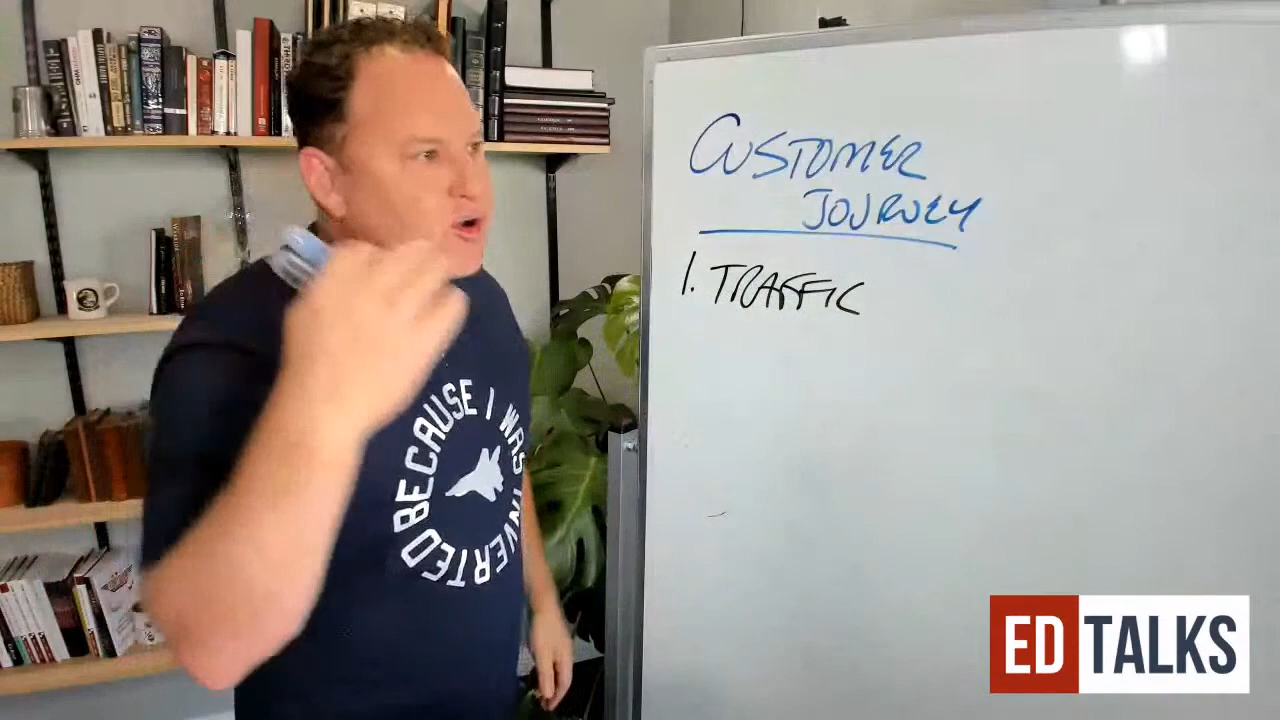 CUSTOMER
JOURNEY
1. TRAFFIC
BECAUSE I WAS INVERTED
ED TALKS